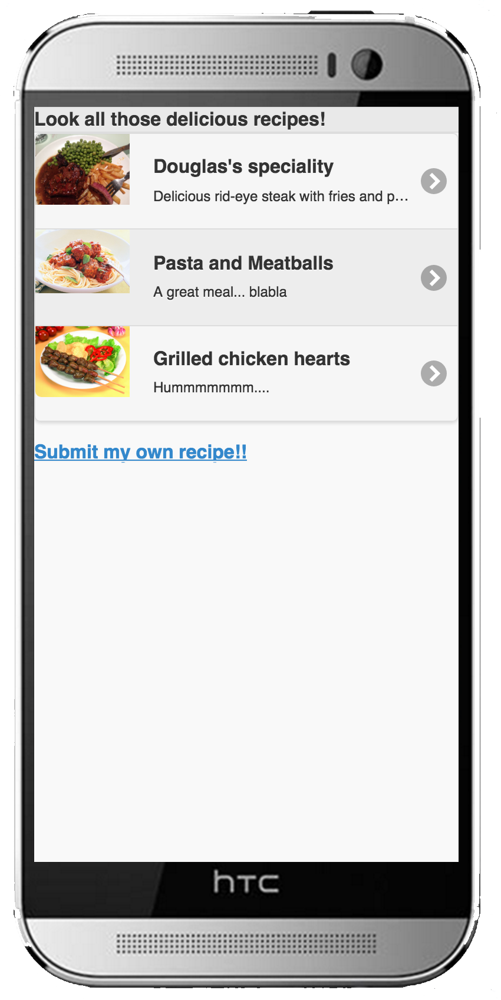 Look all those delicious recipes!
Douglas's speciality
Delicious rid-eye steak with fries and p...
Pasta and Meatballs
A great meal... blabla
Grilled chicken hearts
Hummmmmmm....
Submit my own recipe!!
hTC